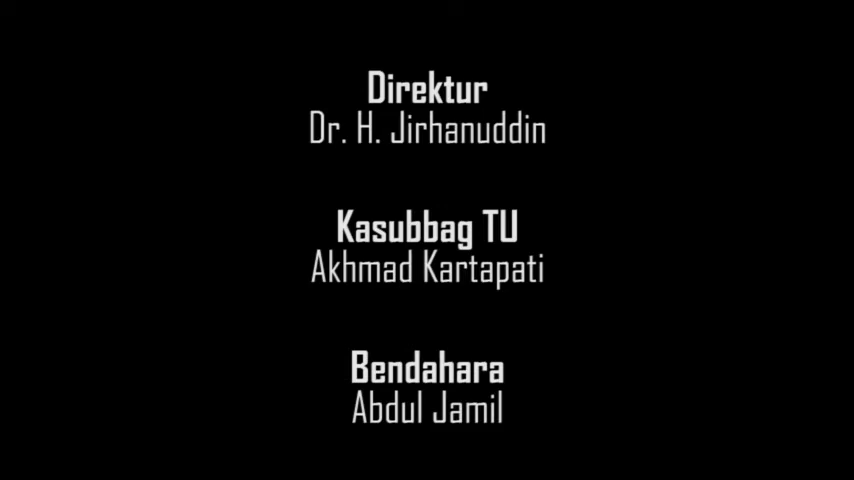 Direktur
Dr. H. Jirhanuddin
Kasubbag TU
Akhmad Kartapati
Bendahara
Abdul Jamil